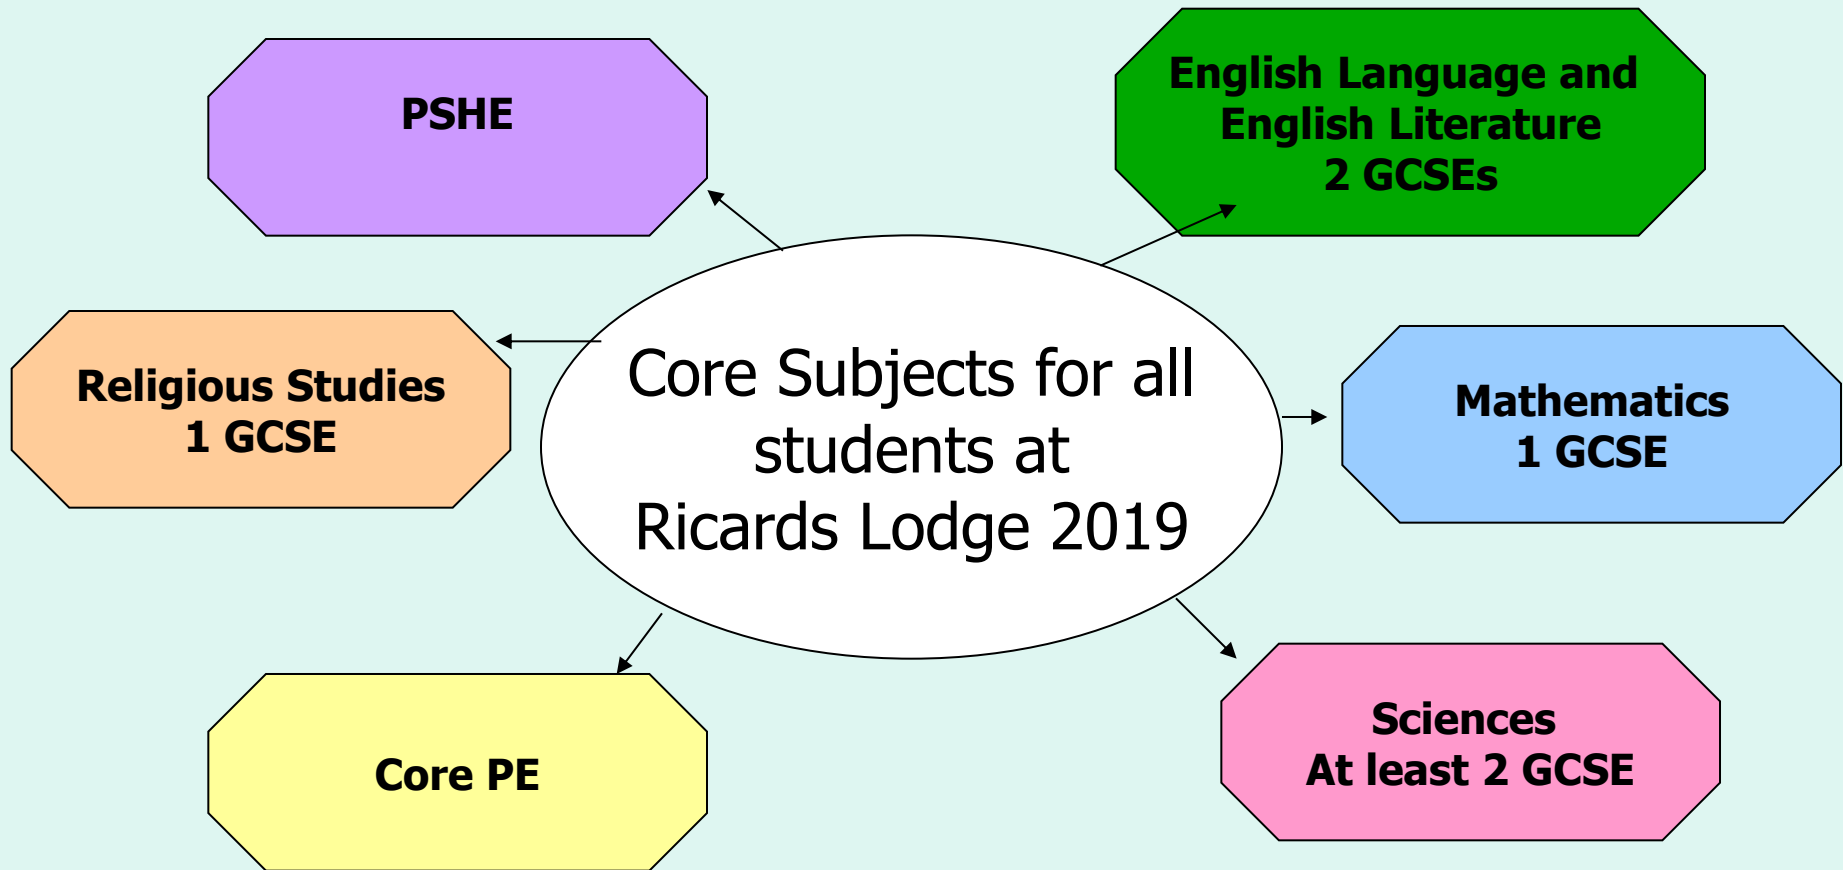 PSHE
English Language and
English Literature
2 GCSEs
Religious Studies
1 GCSE
Core Subjects for all
students at
Ricards Lodge 2019
Mathematics
1 GCSE
Core PE
Sciences
At least 2 GCSE